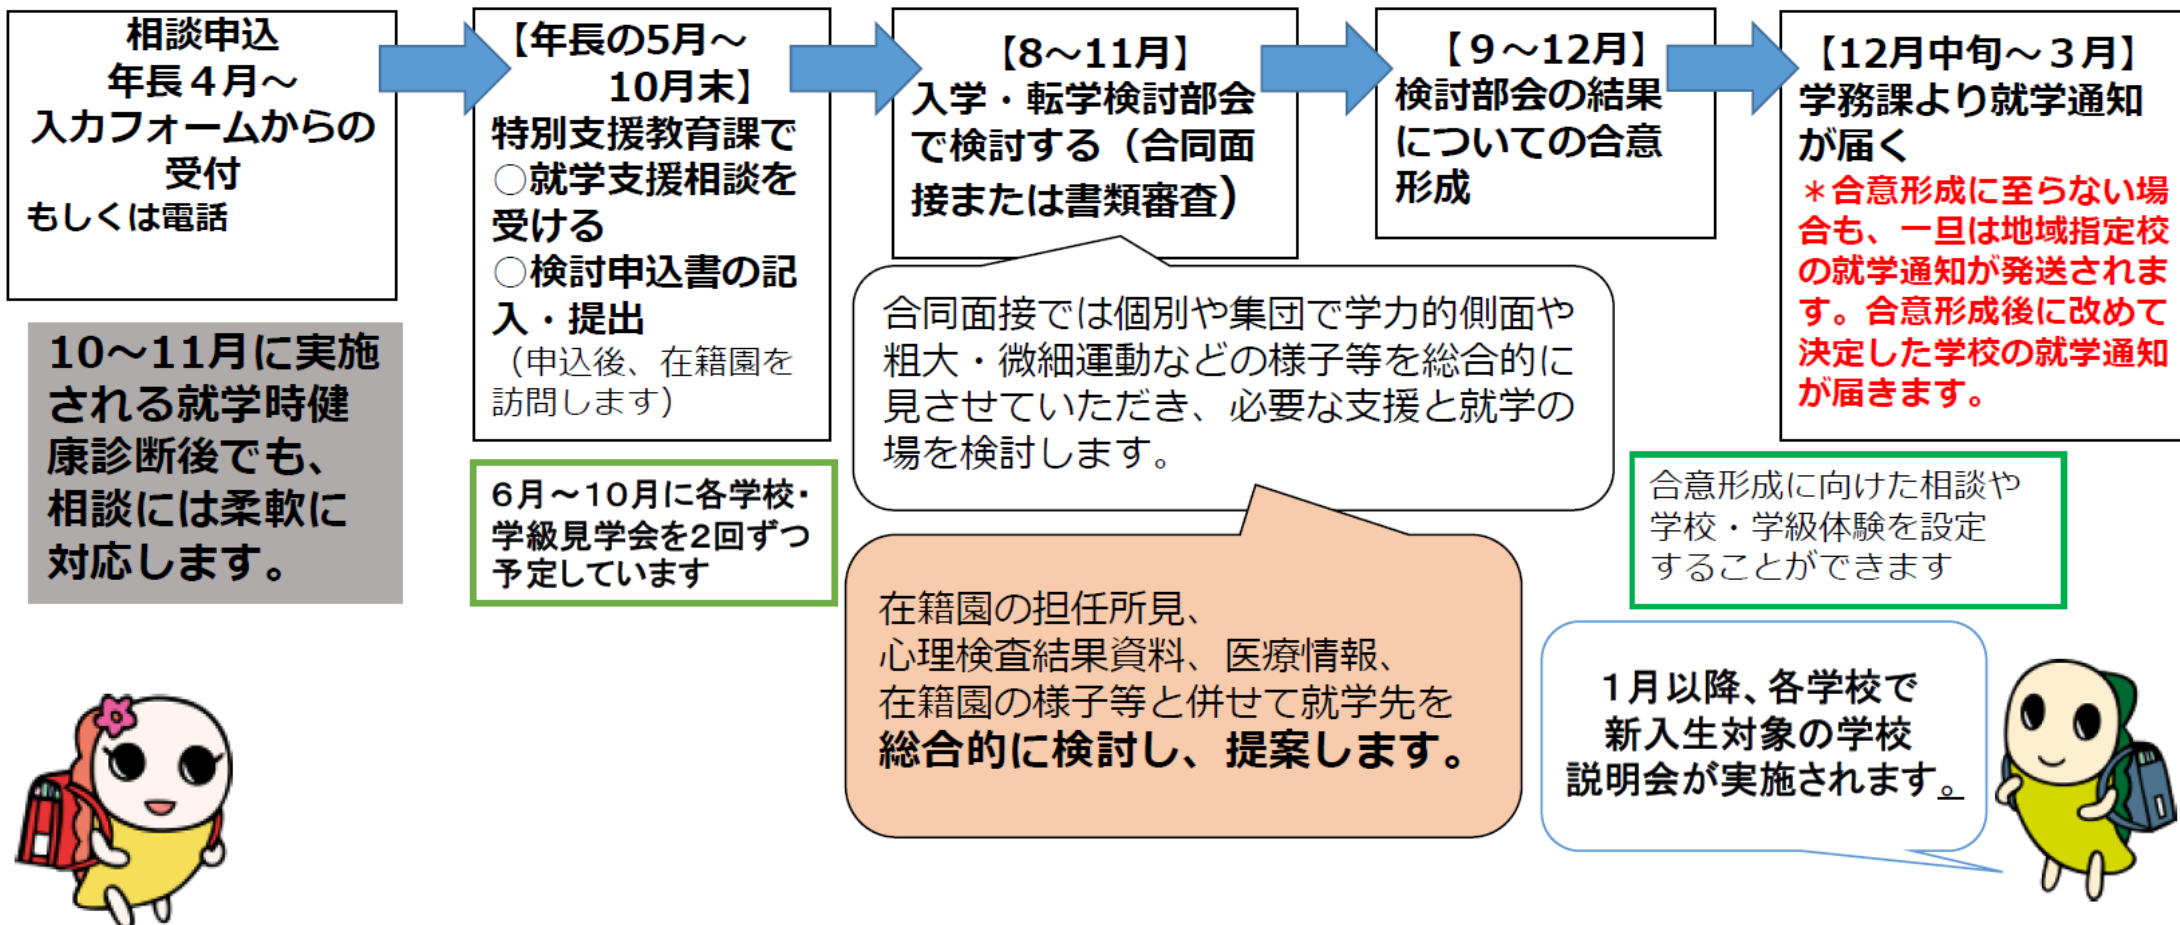 相談申込
年長４月～
入力フォームからの
受付
もしくは電話
10～11月に実施
される就学時健
康診断後でも、
相談には柔軟に
対応します。
【年長の5月～
10月末】
特別支援教育課で
○就学支援相談を
受ける
○検討申込書の記
入・提出
（申込後、在籍園を
訪問します）
６月～１０月に各学校・
学級見学会を２回ずつ
予定しています
【8～11月】
入学・転学検討部会
で検討する（合同面
接または書類審査）
合同面接では個別や集団で学力的側面や
粗大・微細運動などの様子等を総合的に
見させていただき、必要な支援と就学の
場を検討します。
在籍園の担任所見、
心理検査結果資料、医療情報、
在籍園の様子等と併せて就学先を
総合的に検討し、提案します。
【９～12月】
検討部会の結果
についての合意
形成
【12月中旬～３月】
学務課より就学通知
が届く
＊合意形成に至らない場
合も、一旦は地域指定校
の就学通知が発送されま
す。合意形成後に改めて
決定した学校の就学通知
が届きます。
合意形成に向けた相談や
学校・学級体験を設定
することができます
１月以降、各学校で
新入生対象の学校
説明会が実施されます。